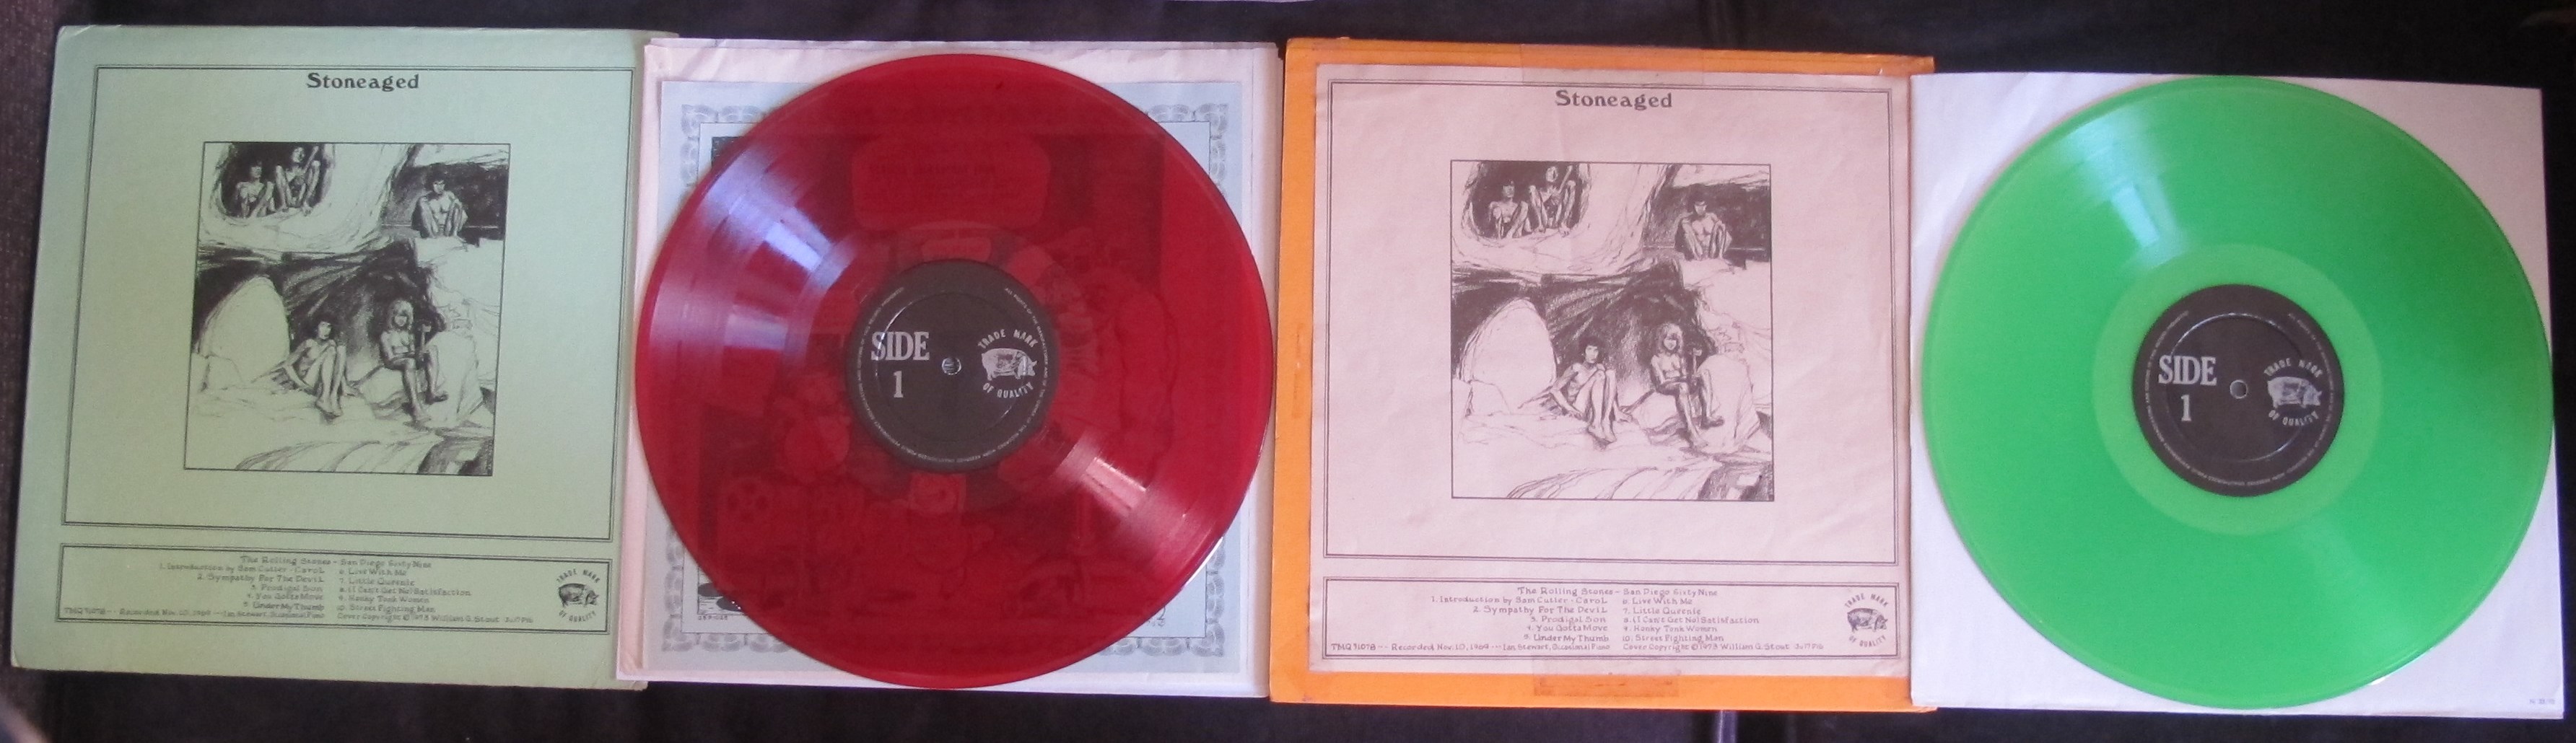 Stoneaged
The Rolling Stones - San Diego Sixty Nine
1. Introduction by Sam Cutler - Carol
2. Sympathy For The Devil
3. Prodigal Son
4. You Gotta Move
5. Under My Thumb
6. Live With Me
7. Little Queenie
8. (I Can't Get No) Satisfaction
9. Honky Tonk Women
10. Street Fighting Man
TMQ 71078 -- Recorded Nov. 10, 1969 --- Ian Stewart, Occasional Piano
Cover Copyright © 1973 William G. Stout
TRADE MARK
OF QUALITY
SIDE
1
TRADE MARK
OF QUALITY
Stoneaged
The Rolling Stones - San Diego Sixty Nine
1. Introduction by Sam Cutler - Carol
2. Sympathy For The Devil
3. Prodigal Son
4. You Gotta Move
5. Under My Thumb
6. Live With Me
7. Little Queenie
8. (I Can't Get No) Satisfaction
9. Honky Tonk Women
10. Street Fighting Man
TMQ 71078 -- Recorded Nov. 10, 1969 --- Ian Stewart, Occasional Piano
Cover Copyright © 1973 William G. Stout
TRADE MARK
OF QUALITY
SIDE
1
TRADE MARK
OF QUALITY